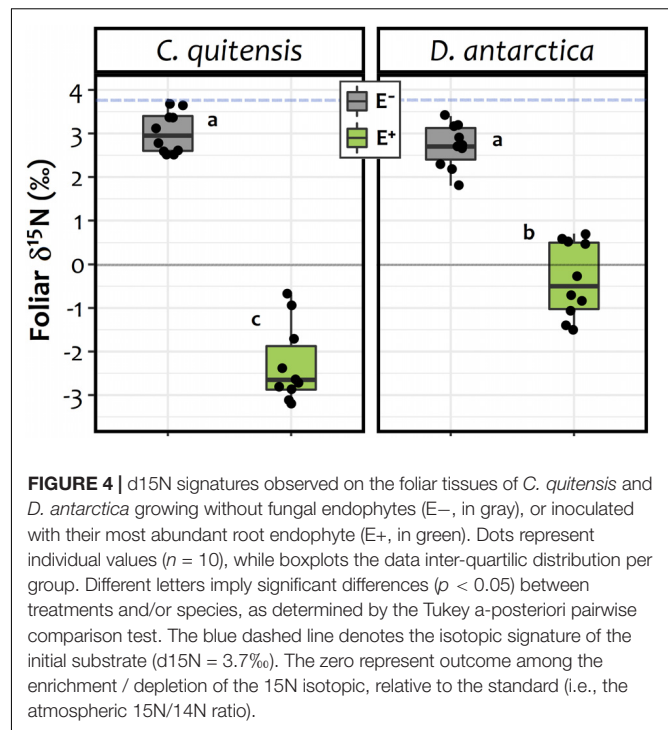 C. quitensis
D. antarctica
4
3
2
1
0
-1
-2
-3
Foliar δ¹⁵N (‰)
a
c
E⁻
E⁺
a
b
FIGURE 4 | d15N signatures observed on the foliar tissues of C. quitensis and
D. antarctica growing without fungal endophytes (E−, in gray), or inoculated
with their most abundant root endophyte (E+, in green). Dots represent
individual values (n = 10), while boxplots the data inter-quartilic distribution per
group. Different letters imply significant differences (p < 0.05) between
treatments and/or species, as determined by the Tukey a-posteriori pairwise
comparison test. The blue dashed line denotes the isotopic signature of the
initial substrate (d15N = 3.7‰). The zero represent outcome among the
enrichment / depletion of the 15N isotopic, relative to the standard (i.e., the
atmospheric 15N/14N ratio).